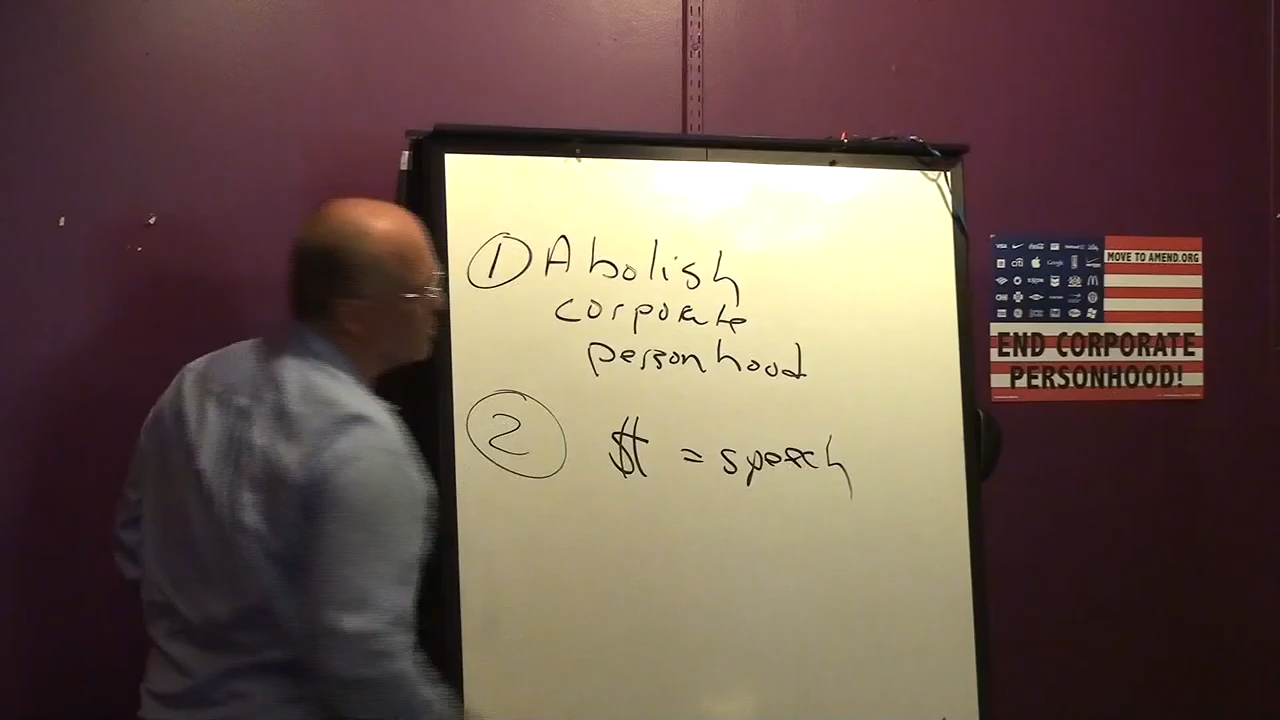 ① Abolish
corporate
personhood
② $ = speech
MOVE TO AMEND.ORG
END CORPORATE
PERSONHOOD!